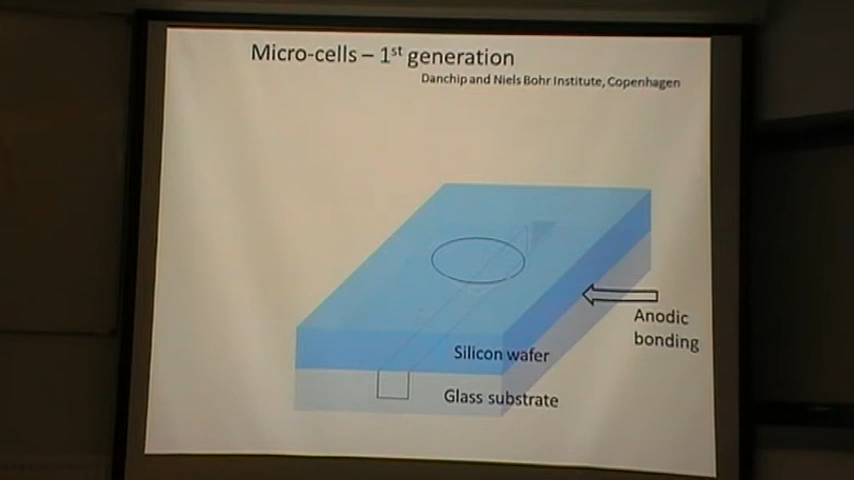 Micro-cells – 1st generation
Danchip and Niels Bohr Institute, Copenhagen
Anodic
bonding
Silicon wafer
Glass substrate